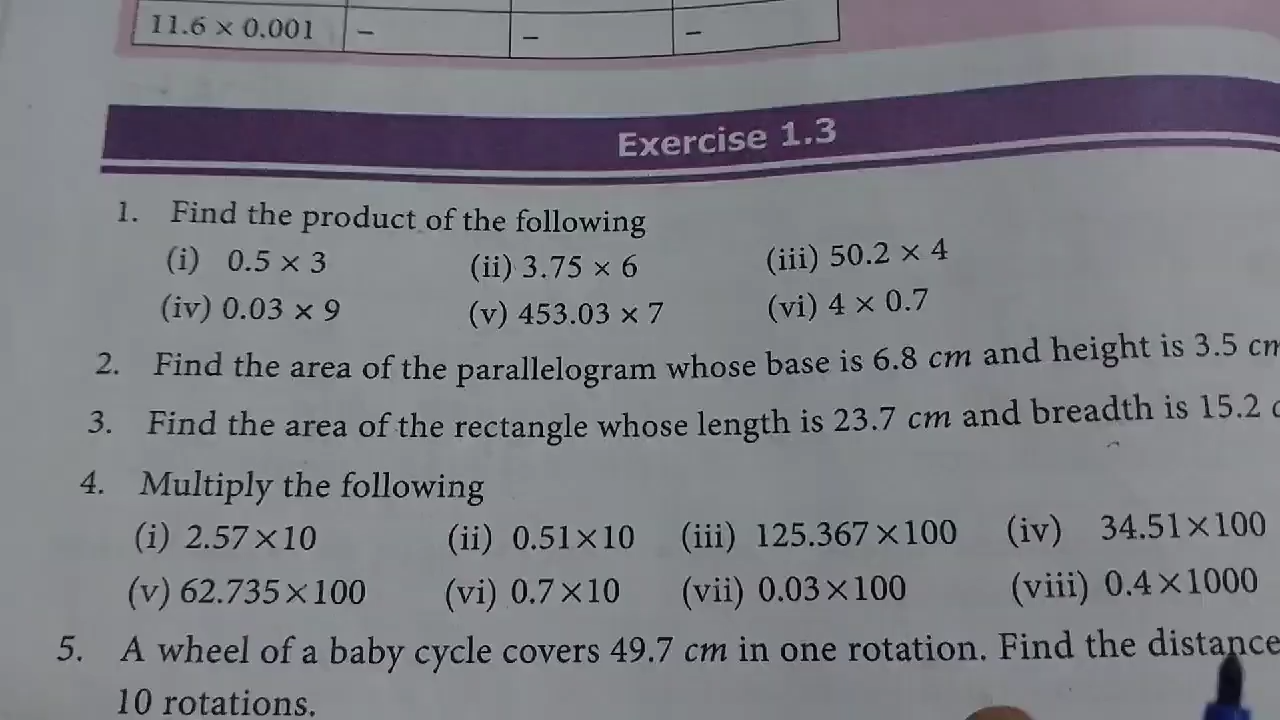 11.6 × 0.001 – – –
Exercise 1.3
1. Find the product of the following
(i) 0.5 × 3 (ii) 3.75 × 6 (iii) 50.2 × 4
(iv) 0.03 × 9 (v) 453.03 × 7 (vi) 4 × 0.7
2. Find the area of the parallelogram whose base is 6.8 cm and height is 3.5 cm
3. Find the area of the rectangle whose length is 23.7 cm and breadth is 15.2
4. Multiply the following
(i) 2.57×10 (ii) 0.51×10 (iii) 125.367×100 (iv) 34.51×100
(v) 62.735×100 (vi) 0.7×10 (vii) 0.03×100 (viii) 0.4×1000
5. A wheel of a baby cycle covers 49.7 cm in one rotation. Find the distance
10 rotations.